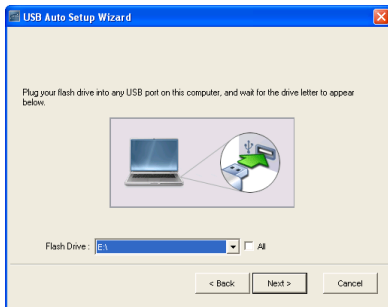 USB Auto Setup Wizard
Plug your flash drive into any USB port on this computer, and wait for the drive letter to appear
below.
Flash Drive : E:\ All
< Back Next > Cancel